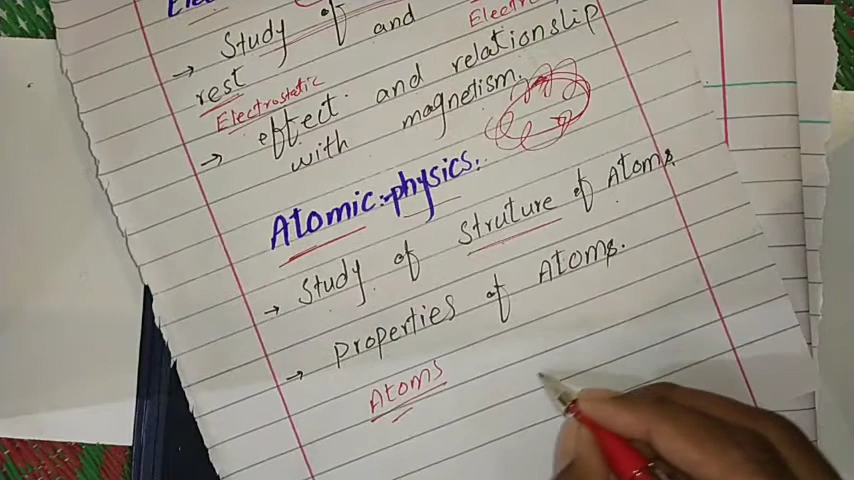 → Study of and
rest
Electrostatic
→ effect and relationslip
with magnetism.
Atomic-physics.
→ Study of Struture of Atoms
→ properties of Atoms.
Atoms